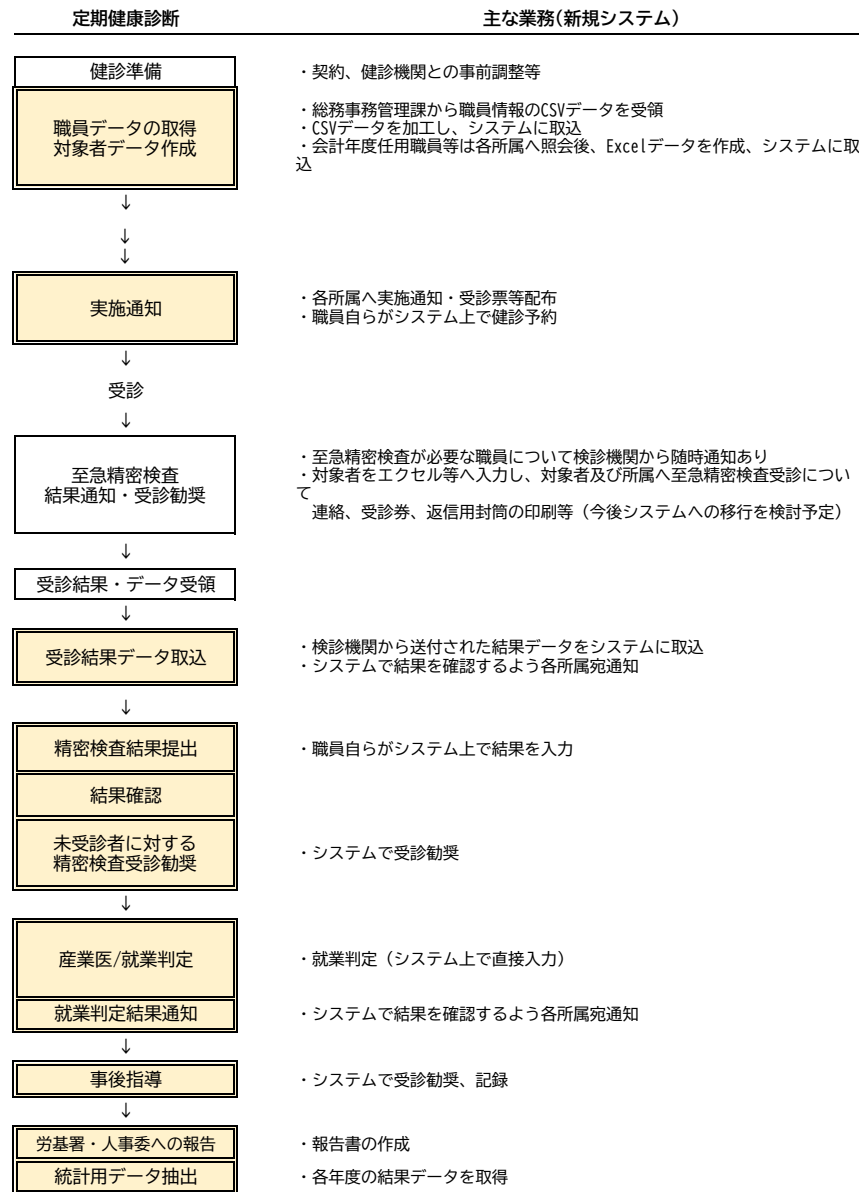 定期健康診断 主な業務(新規システム)
健診準備 ・契約、健診機関との事前調整等
職員データの取得
対象者データ作成
・総務事務管理課から職員情報のCSVデータを受領
・CSVデータを加工し、システムに取込
・会計年度任用職員等は各所属へ照会後、Excelデータを作成、システムに取
込
↓
↓
↓
実施通知
・各所属へ実施通知・受診票等配布
・職員自らがシステム上で健診予約
↓
受診
↓
至急精密検査
結果通知・受診勧奨
・至急精密検査が必要な職員について検診機関から随時通知あり
・対象者をエクセル等へ入力し、対象者及び所属へ至急精密検査受診につい
て
連絡、受診券、返信用封筒の印刷等（今後システムへの移行を検討予定）
↓
受診結果・データ受領
↓
受診結果データ取込
・検診機関から送付された結果データをシステムに取込
・システムで結果を確認するよう各所属宛通知
↓
精密検査結果提出 ・職員自らがシステム上で結果を入力
結果確認
未受診者に対する
精密検査受診勧奨
・システムで受診勧奨
↓
産業医/就業判定 ・就業判定（システム上で直接入力）
就業判定結果通知 ・システムで結果を確認するよう各所属宛通知
↓
事後指導 ・システムで受診勧奨、記録
↓
労基署・人事委への報告 ・報告書の作成
統計用データ抽出 ・各年度の結果データを取得